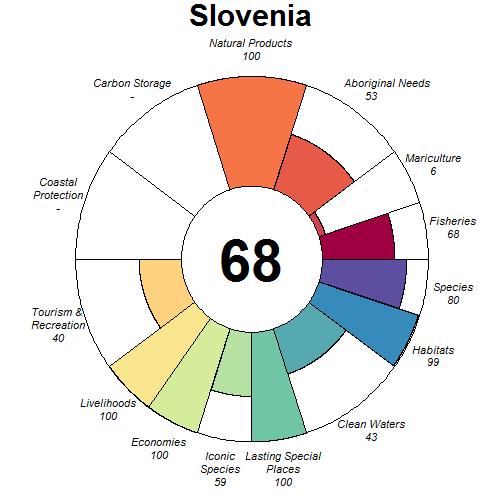 Slovenia
Natural Products
100
Carbon Storage
-
Aboriginal Needs
53
Mariculture
6
Coastal
Protection
-
Fisheries
68
68
Species
80
Tourism &
Recreation
40
Habitats
99
Livelihoods
100
Clean Waters
43
Economies
100
Iconic
Species
59
Lasting Special
Places
100